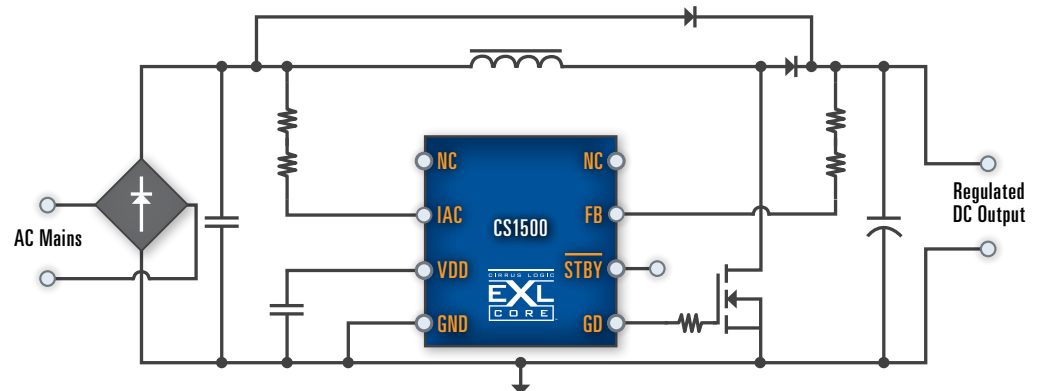 NC
NC
IAC
FB
CS1500
AC Mains
Regulated
DC Output
VDD
STBY
CIRRUS LOGIC
EXL
CORE
GND
GD